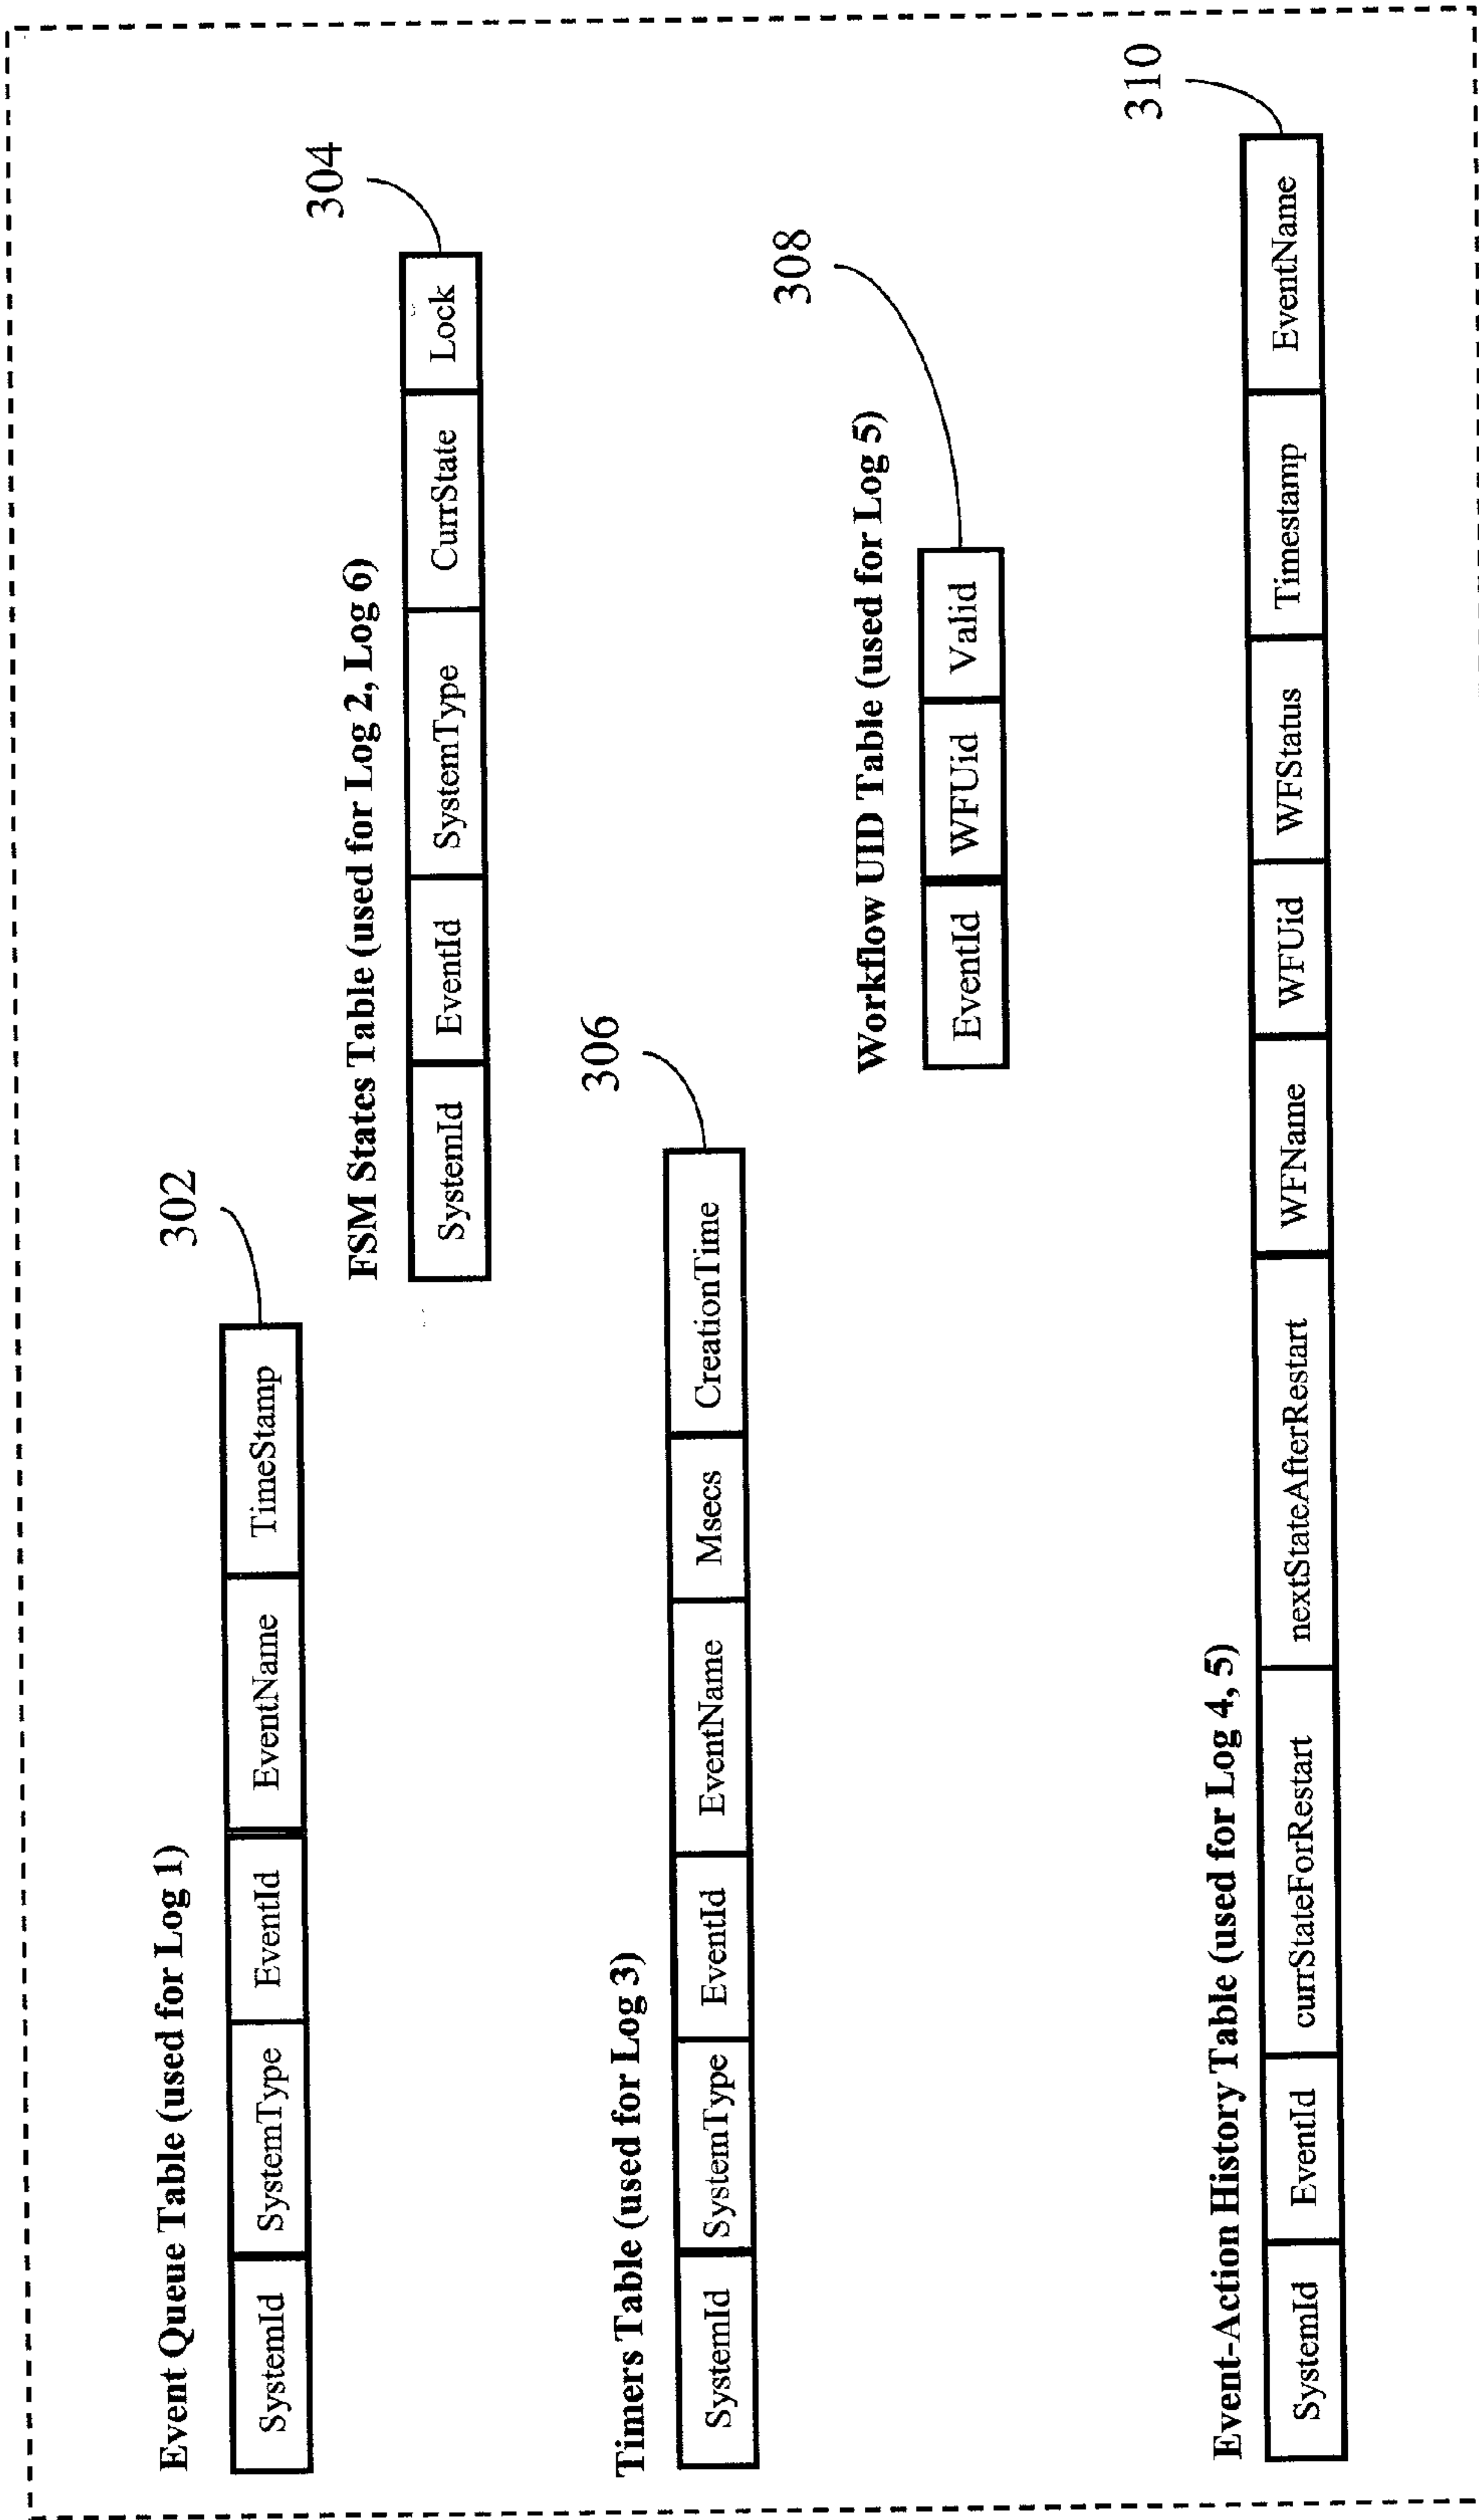 302
Event Queue Table (used for Log 1)
SystemId SystemType EventId EventName TimeStamp
304
FSM States Table (used for Log 2, Log 6)
SystemId EventId SystemType CurrState Lock
306
Timers Table (used for Log 3)
SystemId SystemType EventId EventName Msecs CreationTime
308
Workflow UID Table (used for Log 5)
EventId WFUid Valid
310
Event-Action History Table (used for Log 4, 5)
SystemId EventId currStateForRestart nextStateAfterRestart WFName WFUid WFStatus Timestamp EventName